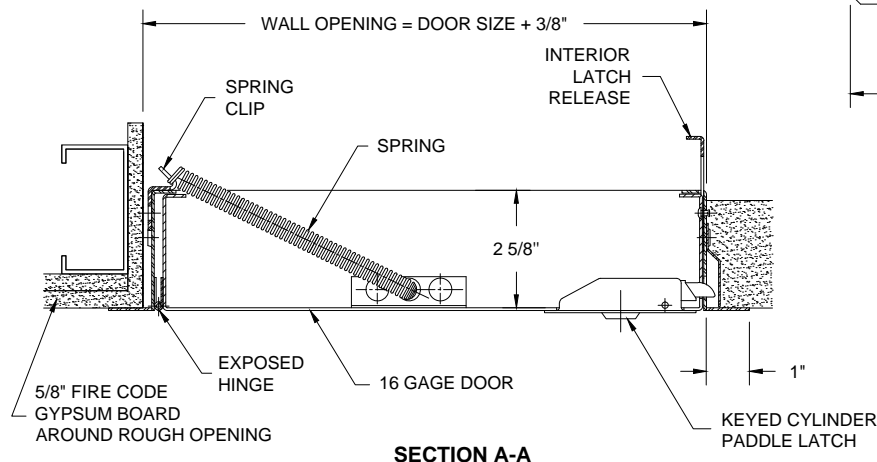 WALL OPENING = DOOR SIZE + 3/8"
INTERIOR
LATCH
RELEASE
SPRING
CLIP
SPRING
2 5/8"
EXPOSED
HINGE
16 GAGE DOOR
1"
5/8" FIRE CODE
GYPSUM BOARD
AROUND ROUGH OPENING
KEYED CYLINDER
PADDLE LATCH
SECTION A-A